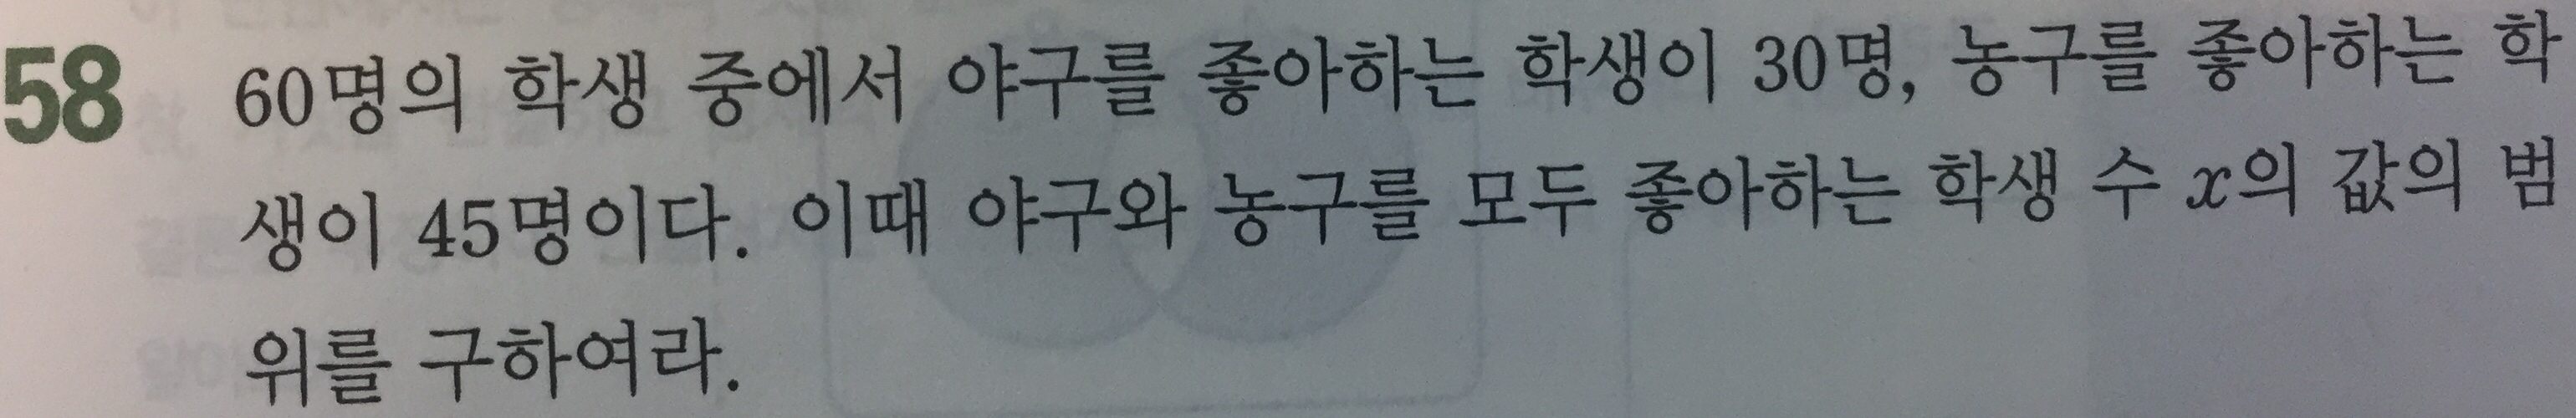 58 60명의 학생 중에서 야구를 좋아하는 학생이 30명, 농구를 좋아하는 학
생이 45명이다. 이때 야구와 농구를 모두 좋아하는 학생 수 x의 값의 범
위를 구하여라.